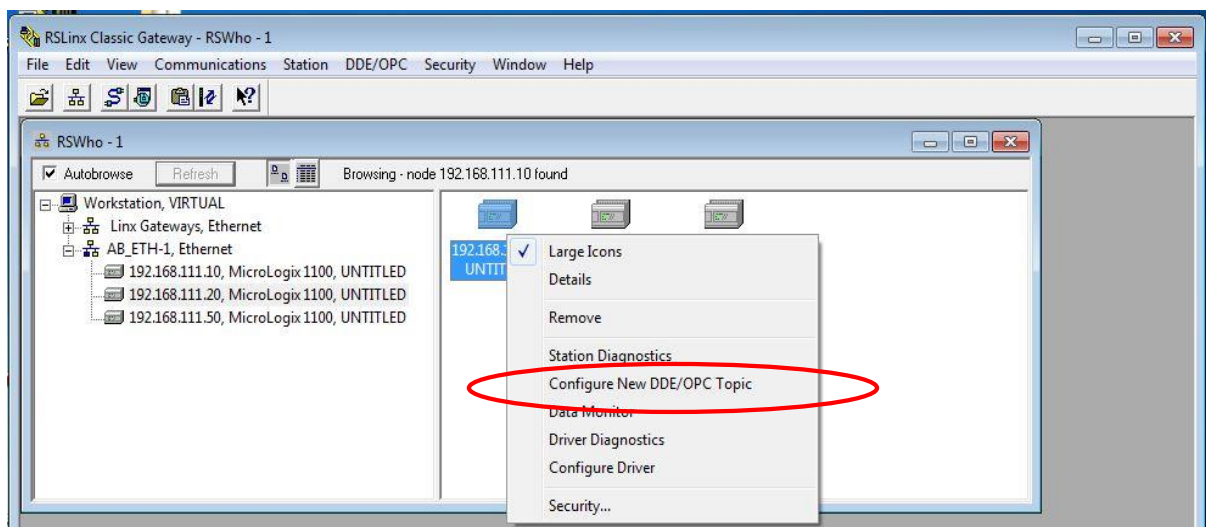 RSLinx Classic Gateway - RSWho - 1
File Edit View Communications Station DDE/OPC Security Window Help
RSWho - 1
Autobrowse Refresh Browsing - node 192.168.111.10 found
Workstation, VIRTUAL
Linx Gateways, Ethernet
AB_ETH-1, Ethernet
192.168.111.10, MicroLogix 1100, UNTITLED
192.168.111.20, MicroLogix 1100, UNTITLED
192.168.111.50, MicroLogix 1100, UNTITLED
192.168.
UNTIT
Large Icons
Details
Remove
Station Diagnostics
Configure New DDE/OPC Topic
Data Monitor
Driver Diagnostics
Configure Driver
Security...